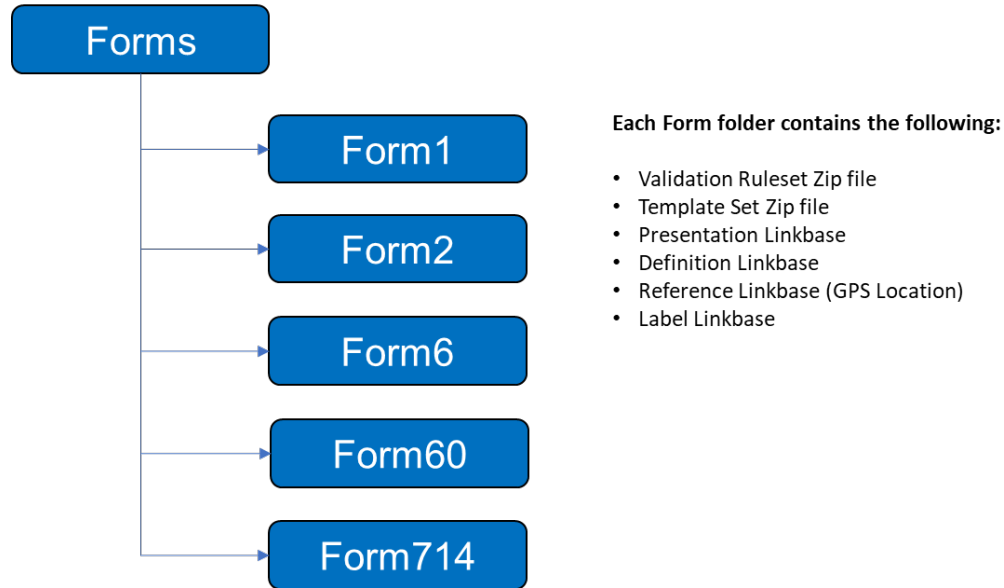 Forms
Form1
Form2
Form6
Form60
Form714
Each Form folder contains the following:
• Validation Ruleset Zip file
• Template Set Zip file
• Presentation Linkbase
• Definition Linkbase
• Reference Linkbase (GPS Location)
• Label Linkbase